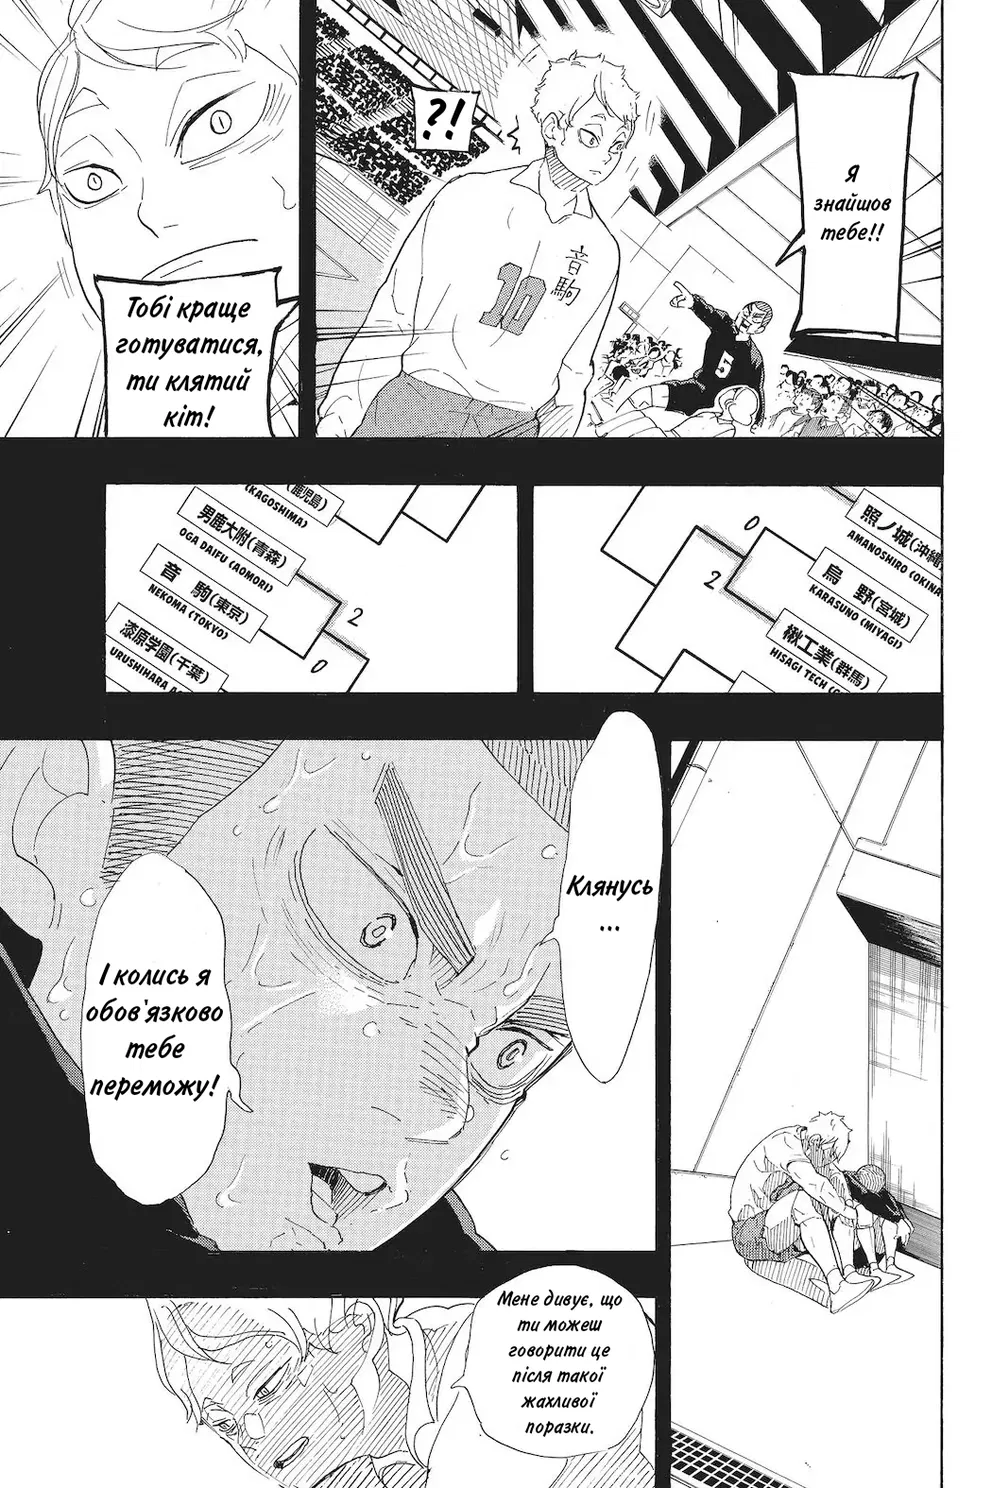 Я
знайшов
тебе!!
?!
音駒
10
5
Тобі краще
готуватися,
ти клятий
кіт!
0
2
照ノ城(沖縄
AMANOSHIRO (OKINA
烏 野(宮城)
KARASUNO (MIYAGI)
楸工業(群馬)
HISAGI TECH (G
(鹿児島)
(KAGOSHIMA)
男鹿大附(青森)
OGA DAIFU (AOMORI)
音 駒(東京)
NEKOMA (TOKYO)
漆原学園(千葉)
URUSHIHARA AC
2
0
Клянусь
...
І колись я
обов'язково
тебе
переможу!
Мене дивує, що
ти можеш
говорити це
після такої
жахливої
поразки.